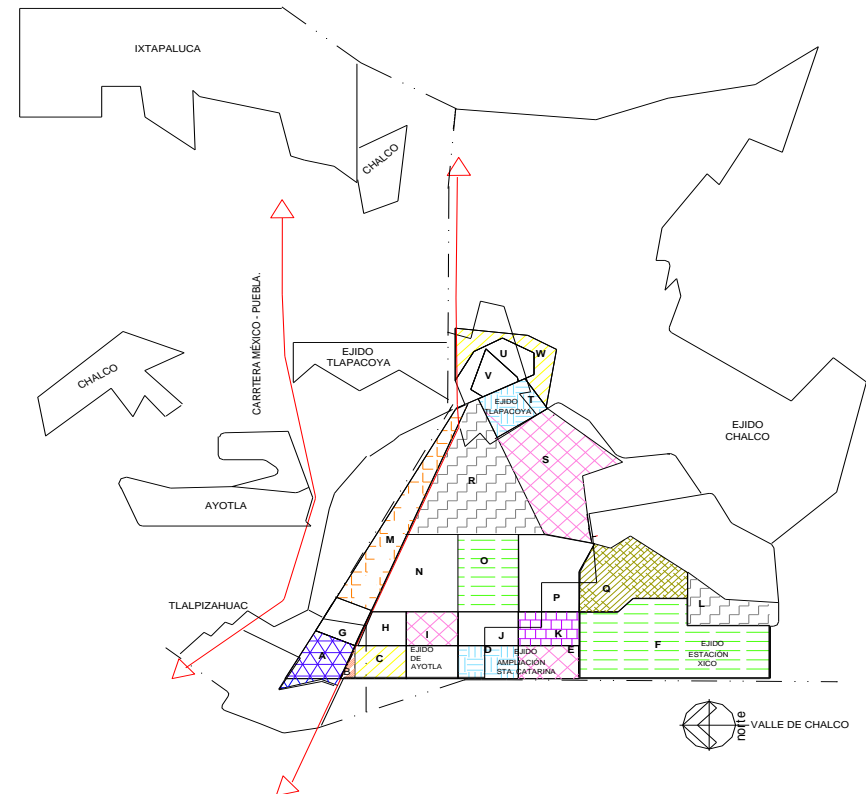 IXTAPALUCA
CHALCO
CARRTERA MÉXICO - PUEBLA.
EJIDO
TLAPACOYA
CHALCO
U
W
V
T
EJIDO
TLAPACOYA
EJIDO
CHALCO
S
R
AYOTLA
M
N
O
P
Q
L
TLALPIZAHUAC
G
H
I
J
K
F
EJIDO
ESTACIÓN
XICO
A
B
C
EJIDO
DE
AYOTLA
D
EJIDO
AMPLIACIÓN
STA. CATARINA
E
norte
VALLE DE CHALCO